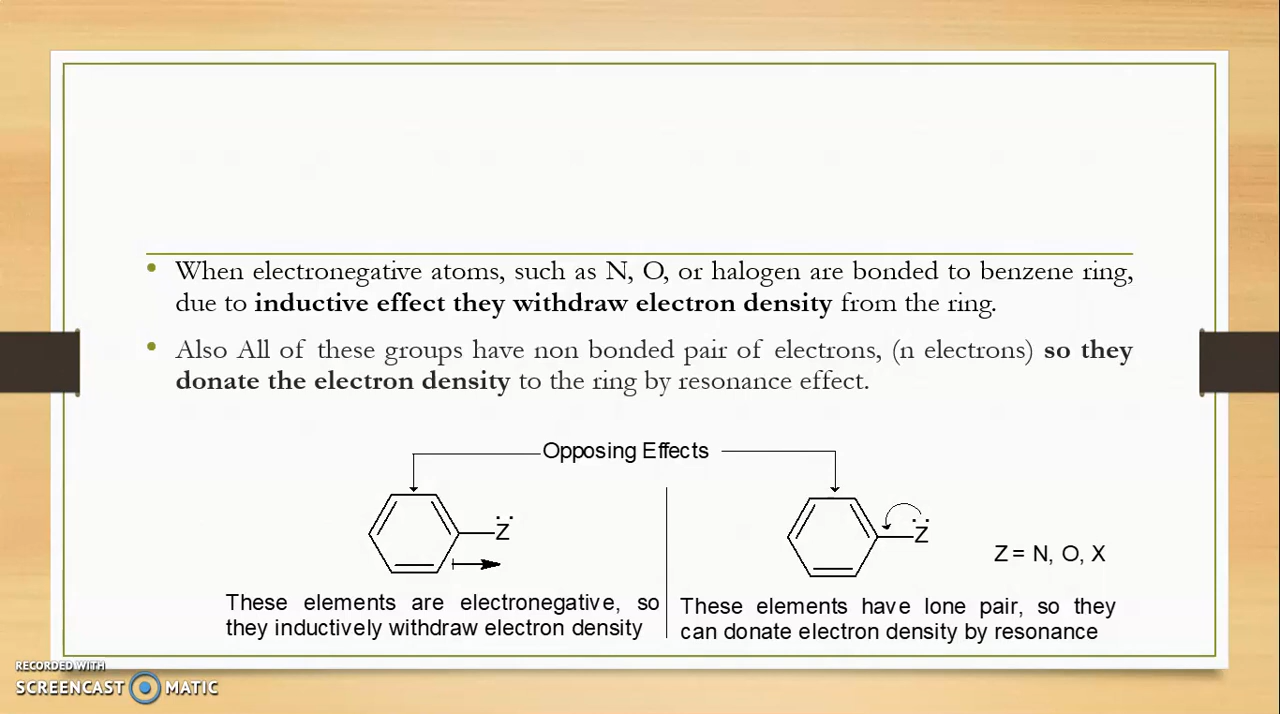 • When electronegative atoms, such as N, O, or halogen are bonded to benzene ring,
due to inductive effect they withdraw electron density from the ring.
• Also All of these groups have non bonded pair of electrons, (n electrons) so they
donate the electron density to the ring by resonance effect.
Opposing Effects
Z
Z
Z = N, O, X
These elements are electronegative, so
they inductively withdraw electron density
These elements have lone pair, so they
can donate electron density by resonance
RECORDED WITH
SCREENCAST MATIC